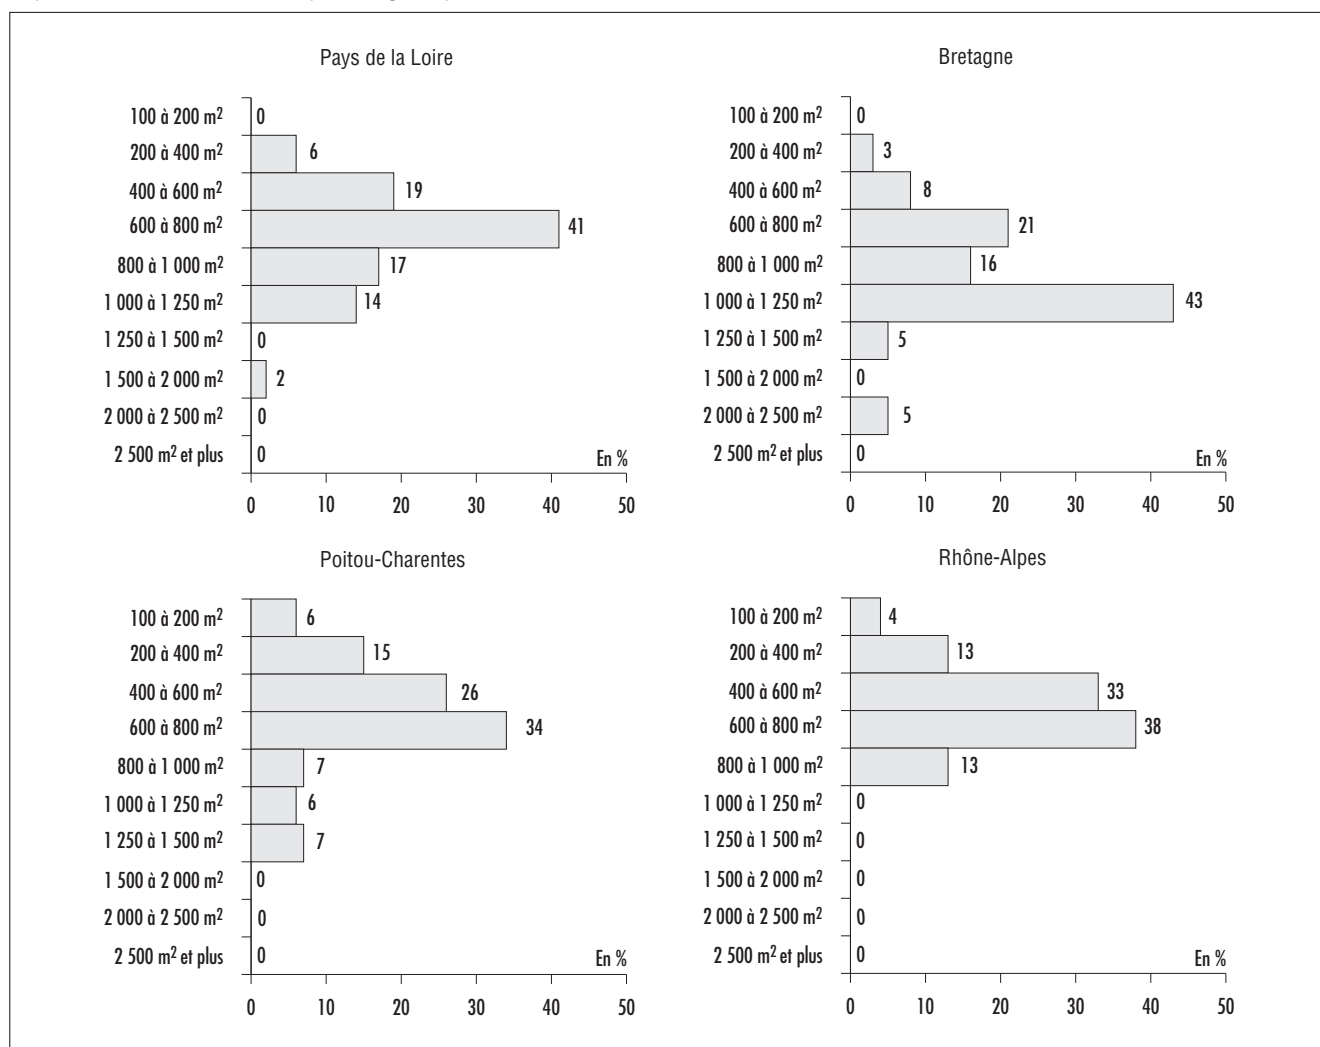 Pays de la Loire
100 à 200 m² 0
200 à 400 m² 6
400 à 600 m² 19
600 à 800 m² 41
800 à 1 000 m² 17
1 000 à 1 250 m² 14
1 250 à 1 500 m² 0
1 500 à 2 000 m² 2
2 000 à 2 500 m² 0
2 500 m² et plus 0
En %
0 10 20 30 40 50
Bretagne
100 à 200 m² 0
200 à 400 m² 3
400 à 600 m² 8
600 à 800 m² 21
800 à 1 000 m² 16
1 000 à 1 250 m² 43
1 250 à 1 500 m² 5
1 500 à 2 000 m² 0
2 000 à 2 500 m² 5
2 500 m² et plus 0
En %
0 10 20 30 40 50
Poitou-Charentes
100 à 200 m² 6
200 à 400 m² 15
400 à 600 m² 26
600 à 800 m² 34
800 à 1 000 m² 7
1 000 à 1 250 m² 6
1 250 à 1 500 m² 7
1 500 à 2 000 m² 0
2 000 à 2 500 m² 0
2 500 m² et plus 0
En %
0 10 20 30 40 50
Rhône-Alpes
100 à 200 m² 4
200 à 400 m² 13
400 à 600 m² 33
600 à 800 m² 38
800 à 1 000 m² 13
1 000 à 1 250 m² 0
1 250 à 1 500 m² 0
1 500 à 2 000 m² 0
2 000 à 2 500 m² 0
2 500 m² et plus 0
En %
0 10 20 30 40 50